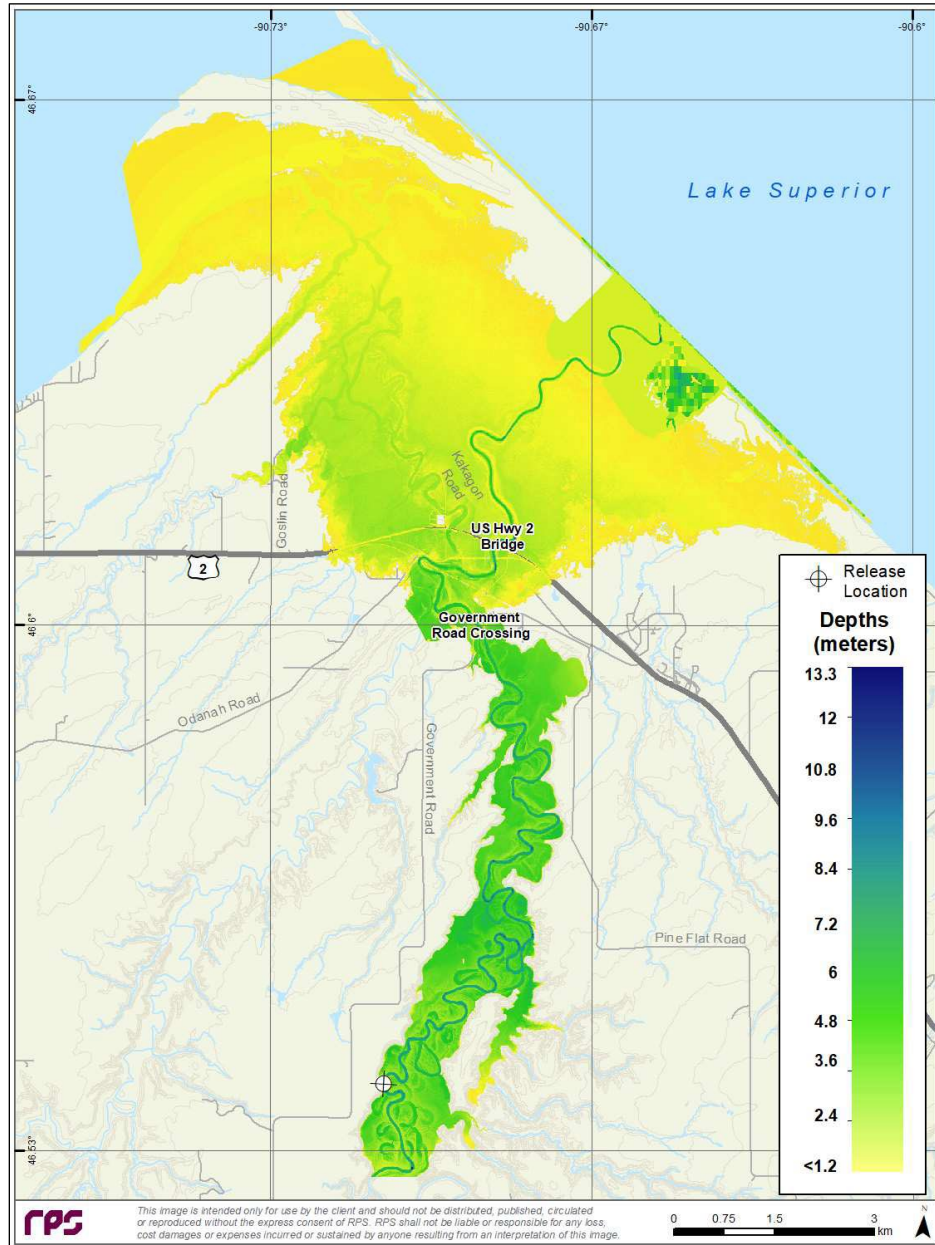 -90.73°
-90.67°
-90.6°
46.67°
Lake Superior
Kakagon
Road
Goslin Road
US Hwy 2
Bridge
2
Government
Road Crossing
46.6°
Odanah Road
Government Road
Pine Flat Road
46.53°
Release
Location
Depths
(meters)
13.3
12
10.8
9.6
8.4
7.2
6
4.8
3.6
2.4
<1.2
rps
This image is intended only for use by the client and should not be distributed, published, circulated
or reproduced without the express consent of RPS. RPS shall not be liable or responsible for any loss,
cost damages or expenses incurred or sustained by anyone resulting from an interpretation of this image.
0 0.75 1.5 3
km
N